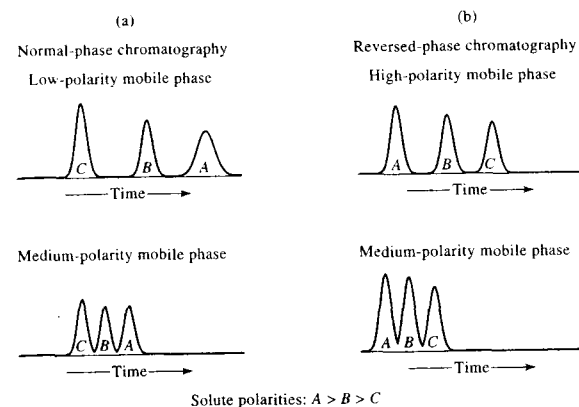 (a)
Normal-phase chromatography
Low-polarity mobile phase
C B A
Time
Medium-polarity mobile phase
C B A
Time
(b)
Reversed-phase chromatography
High-polarity mobile phase
A B C
Time
Medium-polarity mobile phase
A B C
Time
Solute polarities: A > B > C